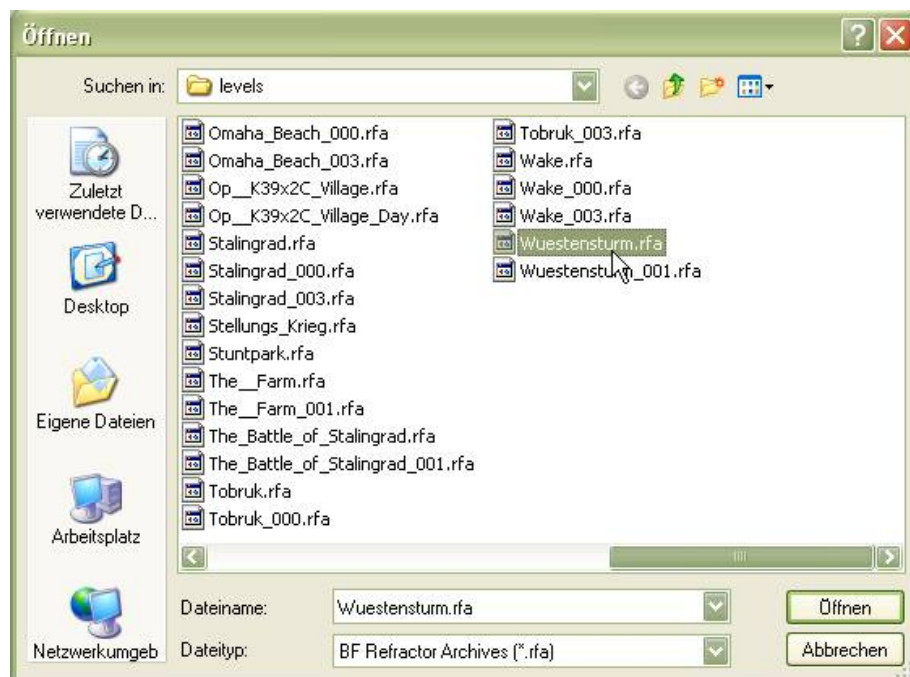 Öffnen
Suchen in:
levels
Zuletzt
verwendete D...
Desktop
Eigene Dateien
Arbeitsplatz
Netzwerkumgeb
Omaha_Beach_000.rfa
Omaha_Beach_003.rfa
Op__K39x2C_Village.rfa
Op__K39x2C_Village_Day.rfa
Stalingrad.rfa
Stalingrad_000.rfa
Stalingrad_003.rfa
Stellungs_Krieg.rfa
Stuntpark.rfa
The__Farm.rfa
The__Farm_001.rfa
The_Battle_of_Stalingrad.rfa
The_Battle_of_Stalingrad_001.rfa
Tobruk.rfa
Tobruk_000.rfa
Tobruk_003.rfa
Wake.rfa
Wake_000.rfa
Wake_003.rfa
Wuestensturm.rfa
Wuestensturm_001.rfa
Dateiname:
Wuestensturm.rfa
Öffnen
Dateityp:
BF Refractor Archives (*.rfa)
Abbrechen